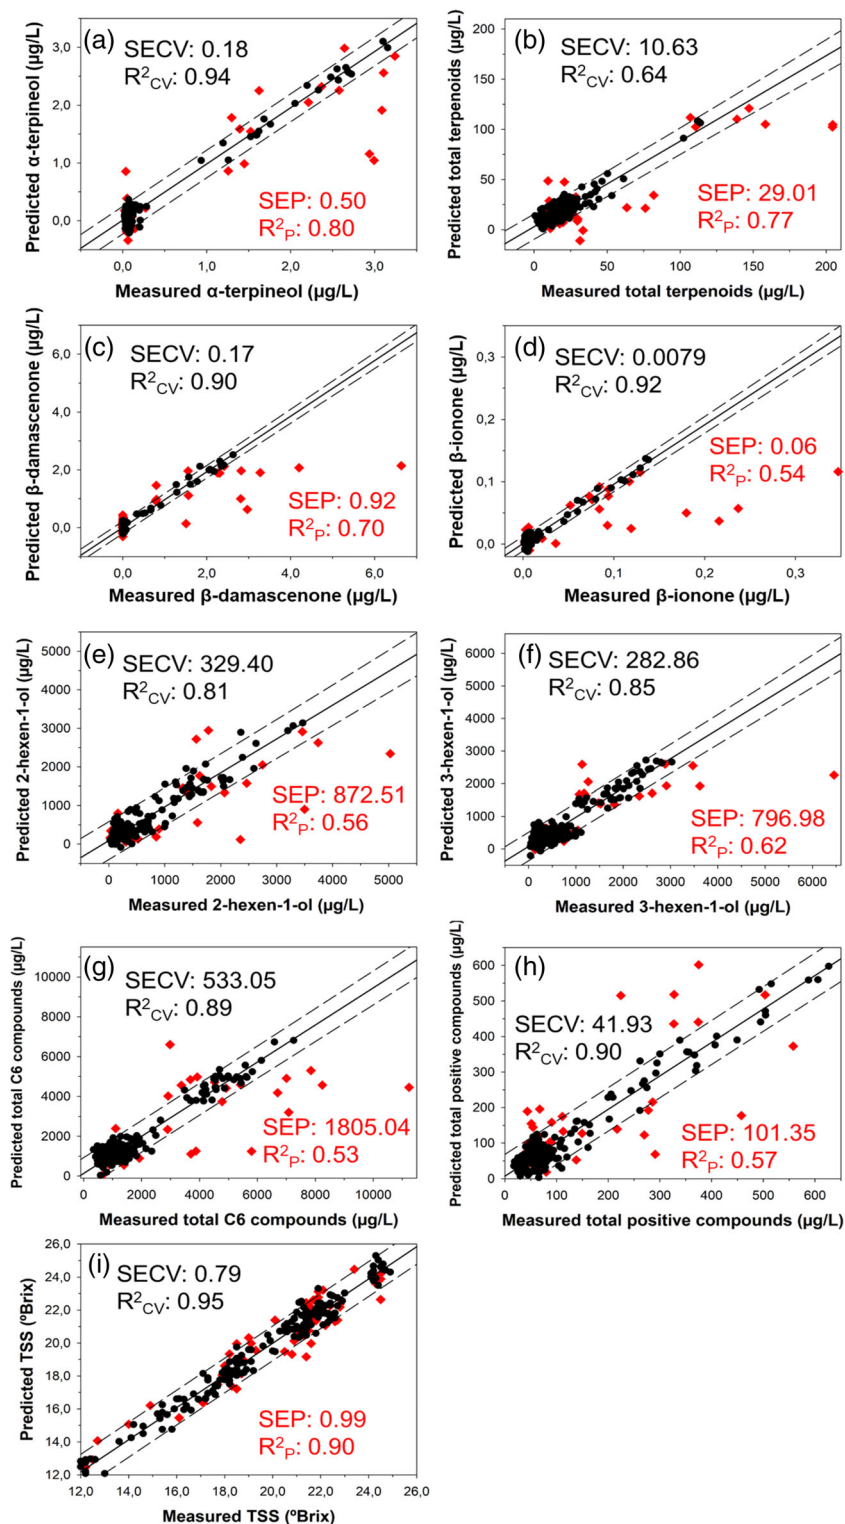 (a)
SECV: 0.18
R²CV: 0.94
SEP: 0.50
R²P: 0.80
Predicted α-terpineol (µg/L)
3,0
2,0
1,0
0,0
0,0 1,0 2,0 3,0
Measured α-terpineol (µg/L)
(b)
SECV: 10.63
R²CV: 0.64
SEP: 29.01
R²P: 0.77
Predicted total terpenoids (µg/L)
200
150
100
50
0
0 50 100 150 200
Measured total terpenoids (µg/L)
(c)
SECV: 0.17
R²CV: 0.90
SEP: 0.92
R²P: 0.70
Predicted β-damascenone (µg/L)
6,0
4,0
2,0
0,0
0,0 2,0 4,0 6,0
Measured β-damascenone (µg/L)
(d)
SECV: 0.0079
R²CV: 0.92
SEP: 0.06
R²P: 0.54
Predicted β-ionone (µg/L)
0,3
0,2
0,1
0,0
0,0 0,1 0,2 0,3
Measured β-ionone (µg/L)
(e)
SECV: 329.40
R²CV: 0.81
SEP: 872.51
R²P: 0.56
Predicted 2-hexen-1-ol (µg/L)
5000
4000
3000
2000
1000
0
0 1000 2000 3000 4000 5000
Measured 2-hexen-1-ol (µg/L)
(f)
SECV: 282.86
R²CV: 0.85
SEP: 796.98
R²P: 0.62
Predicted 3-hexen-1-ol (µg/L)
6000
5000
4000
3000
2000
1000
0
0 1000 2000 3000 4000 5000 6000
Measured 3-hexen-1-ol (µg/L)
(g)
SECV: 533.05
R²CV: 0.89
SEP: 1805.04
R²P: 0.53
Predicted total C6 compounds (µg/L)
10000
8000
6000
4000
2000
0
0 2000 4000 6000 8000 10000
Measured total C6 compounds (µg/L)
(h)
SECV: 41.93
R²CV: 0.90
SEP: 101.35
R²P: 0.57
Predicted total positive compounds (µg/L)
600
500
400
300
200
100
0
0 100 200 300 400 500 600
Measured total positive compounds (µg/L)
(i)
SECV: 0.79
R²CV: 0.95
SEP: 0.99
R²P: 0.90
Predicted TSS (ºBrix)
26,0
24,0
22,0
20,0
18,0
16,0
14,0
12,0
12,0 14,0 16,0 18,0 20,0 22,0 24,0 26,0
Measured TSS (ºBrix)